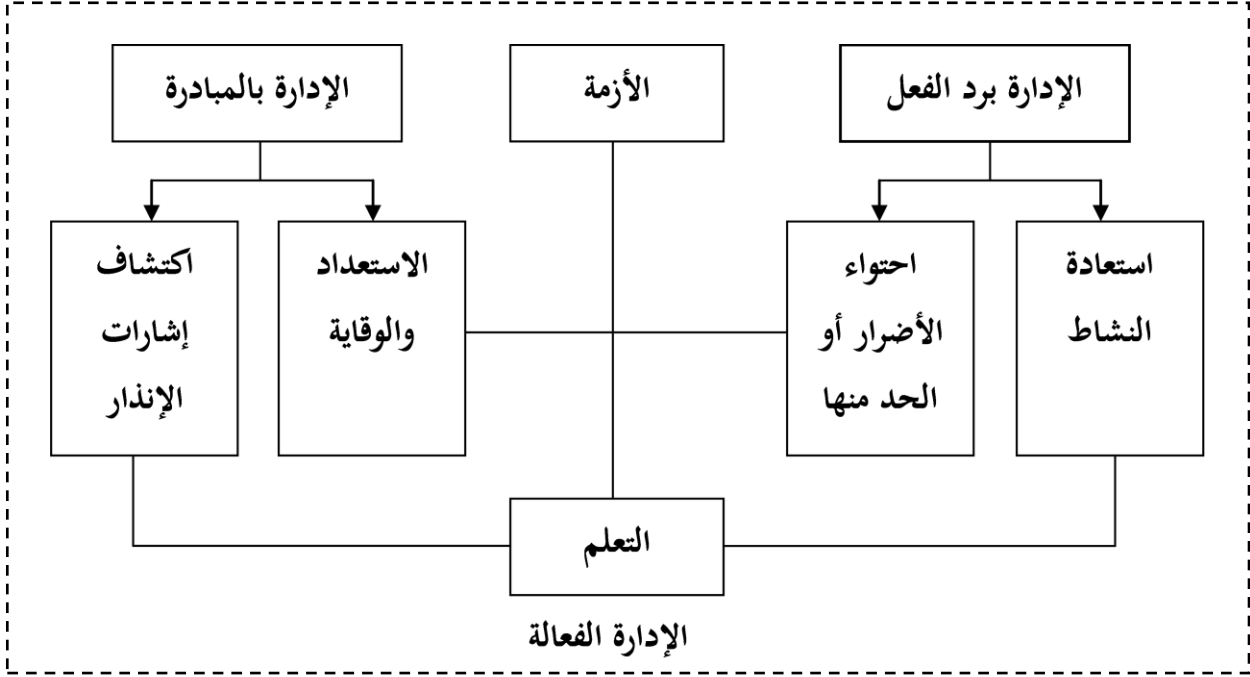 الإدارة برد الفعل
الأزمة
الإدارة بالمبادرة
استعادة
النشاط
احتواء
الأضرار أو
الحد منها
الاستعداد
والوقاية
اكتشاف
إشارات
الإنذار
التعلم
الإدارة الفعالة